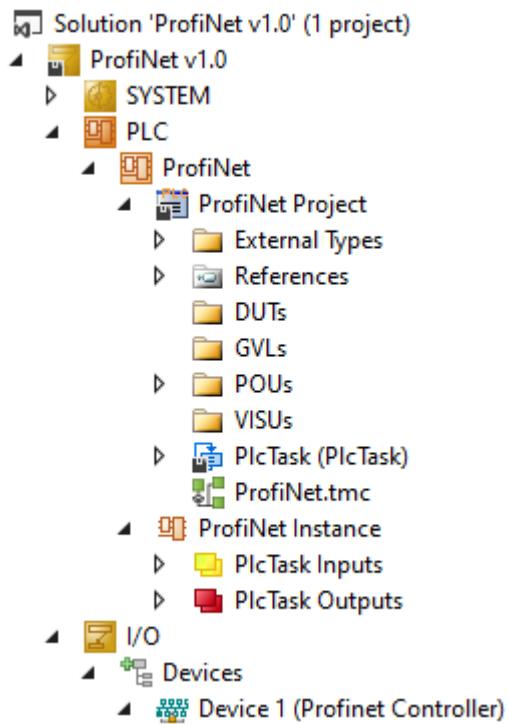 Solution 'ProfiNet v1.0' (1 project)
ProfiNet v1.0
SYSTEM
PLC
ProfiNet
ProfiNet Project
External Types
References
DUTs
GVLs
POUs
VISUs
PlcTask (PlcTask)
ProfiNet.tmc
ProfiNet Instance
PlcTask Inputs
PlcTask Outputs
I/O
Devices
Device 1 (Profinet Controller)